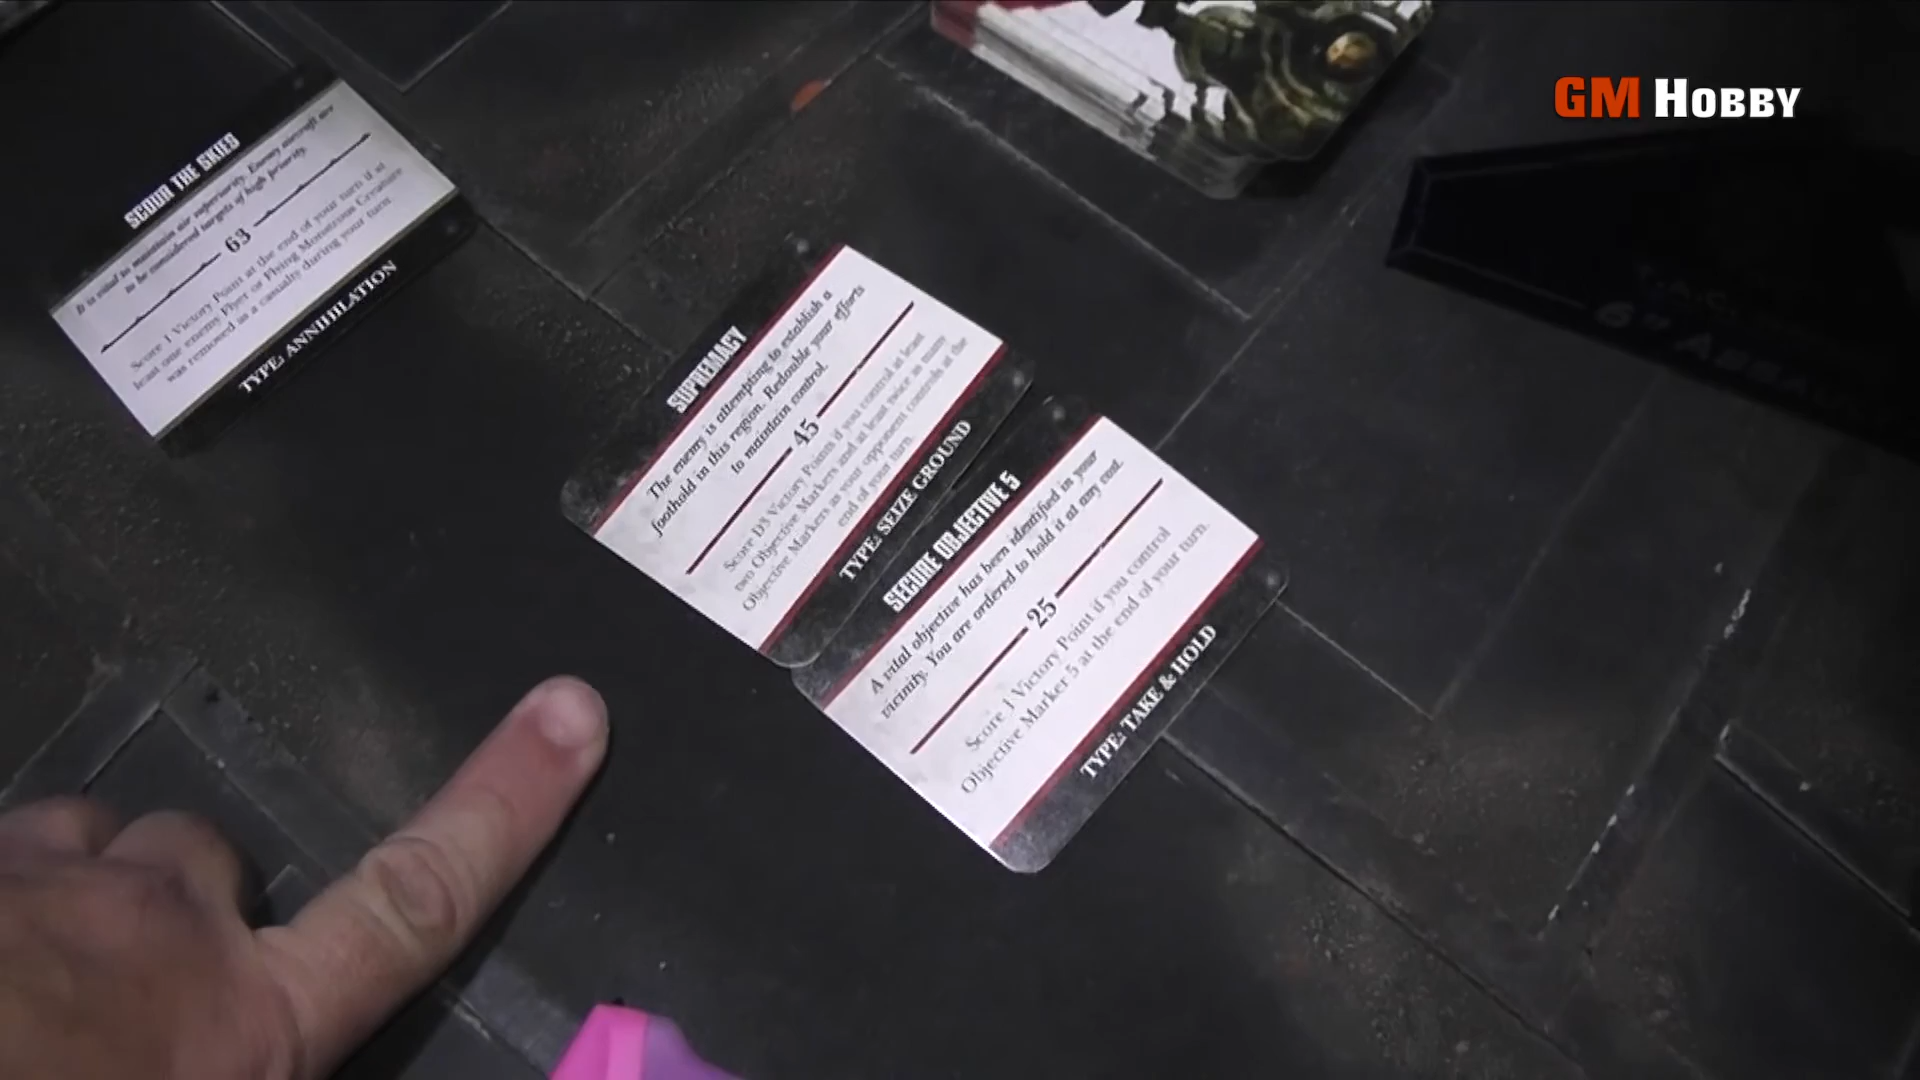 GM HOBBY
SCOUR THE SKIES
It is vital to maintain air superiority. Enemy aircraft are
to be considered targets of high priority.
63
Score 1 Victory Point at the end of your turn if at
least one enemy Flyer or Flying Monstrous Creature
was removed as a casualty during your turn.
TYPE: ANNIHILATION
SUPREMACY
The enemy is attempting to establish a
foothold in this region. Redouble your efforts
to maintain control.
45
Score D3 Victory Points if you control at least
two Objective Markers and at least twice as many
Objective Markers as your opponent controls at the
end of your turn.
TYPE: SEIZE GROUND
SECURE OBJECTIVE 5
A vital objective has been identified in your
vicinity. You are ordered to hold it at any cost.
25
Score 1 Victory Point if you control
Objective Marker 5 at the end of your turn.
TYPE: TAKE & HOLD